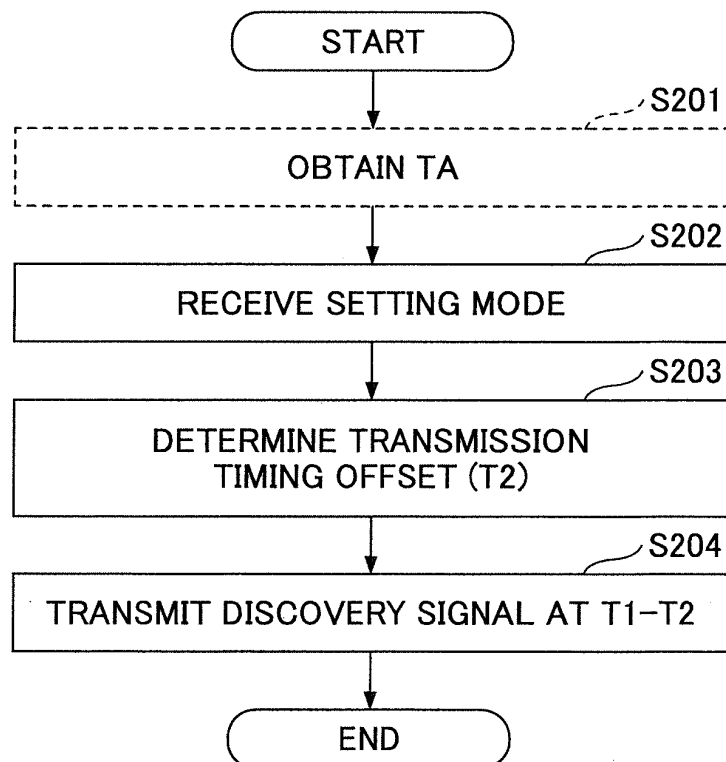 START
S201
OBTAIN TA
S202
RECEIVE SETTING MODE
S203
DETERMINE TRANSMISSION
TIMING OFFSET (T2)
S204
TRANSMIT DISCOVERY SIGNAL AT T1-T2
END